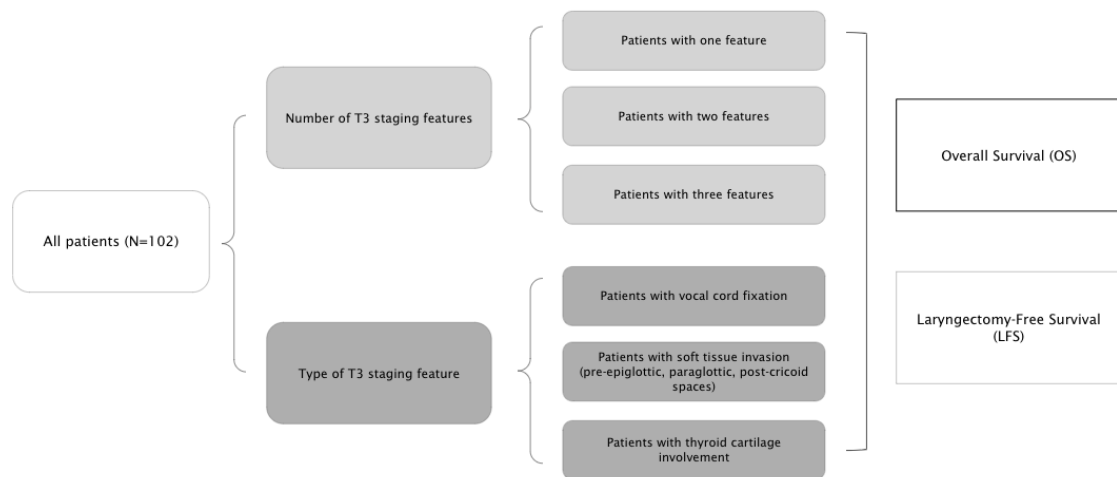 All patients (N=102)
Number of T3 staging features
Type of T3 staging feature
Patients with one feature
Patients with two features
Patients with three features
Patients with vocal cord fixation
Patients with soft tissue invasion
(pre-epiglottic, paraglottic, post-cricoid
spaces)
Patients with thyroid cartilage
involvement
Overall Survival (OS)
Laryngectomy-Free Survival
(LFS)